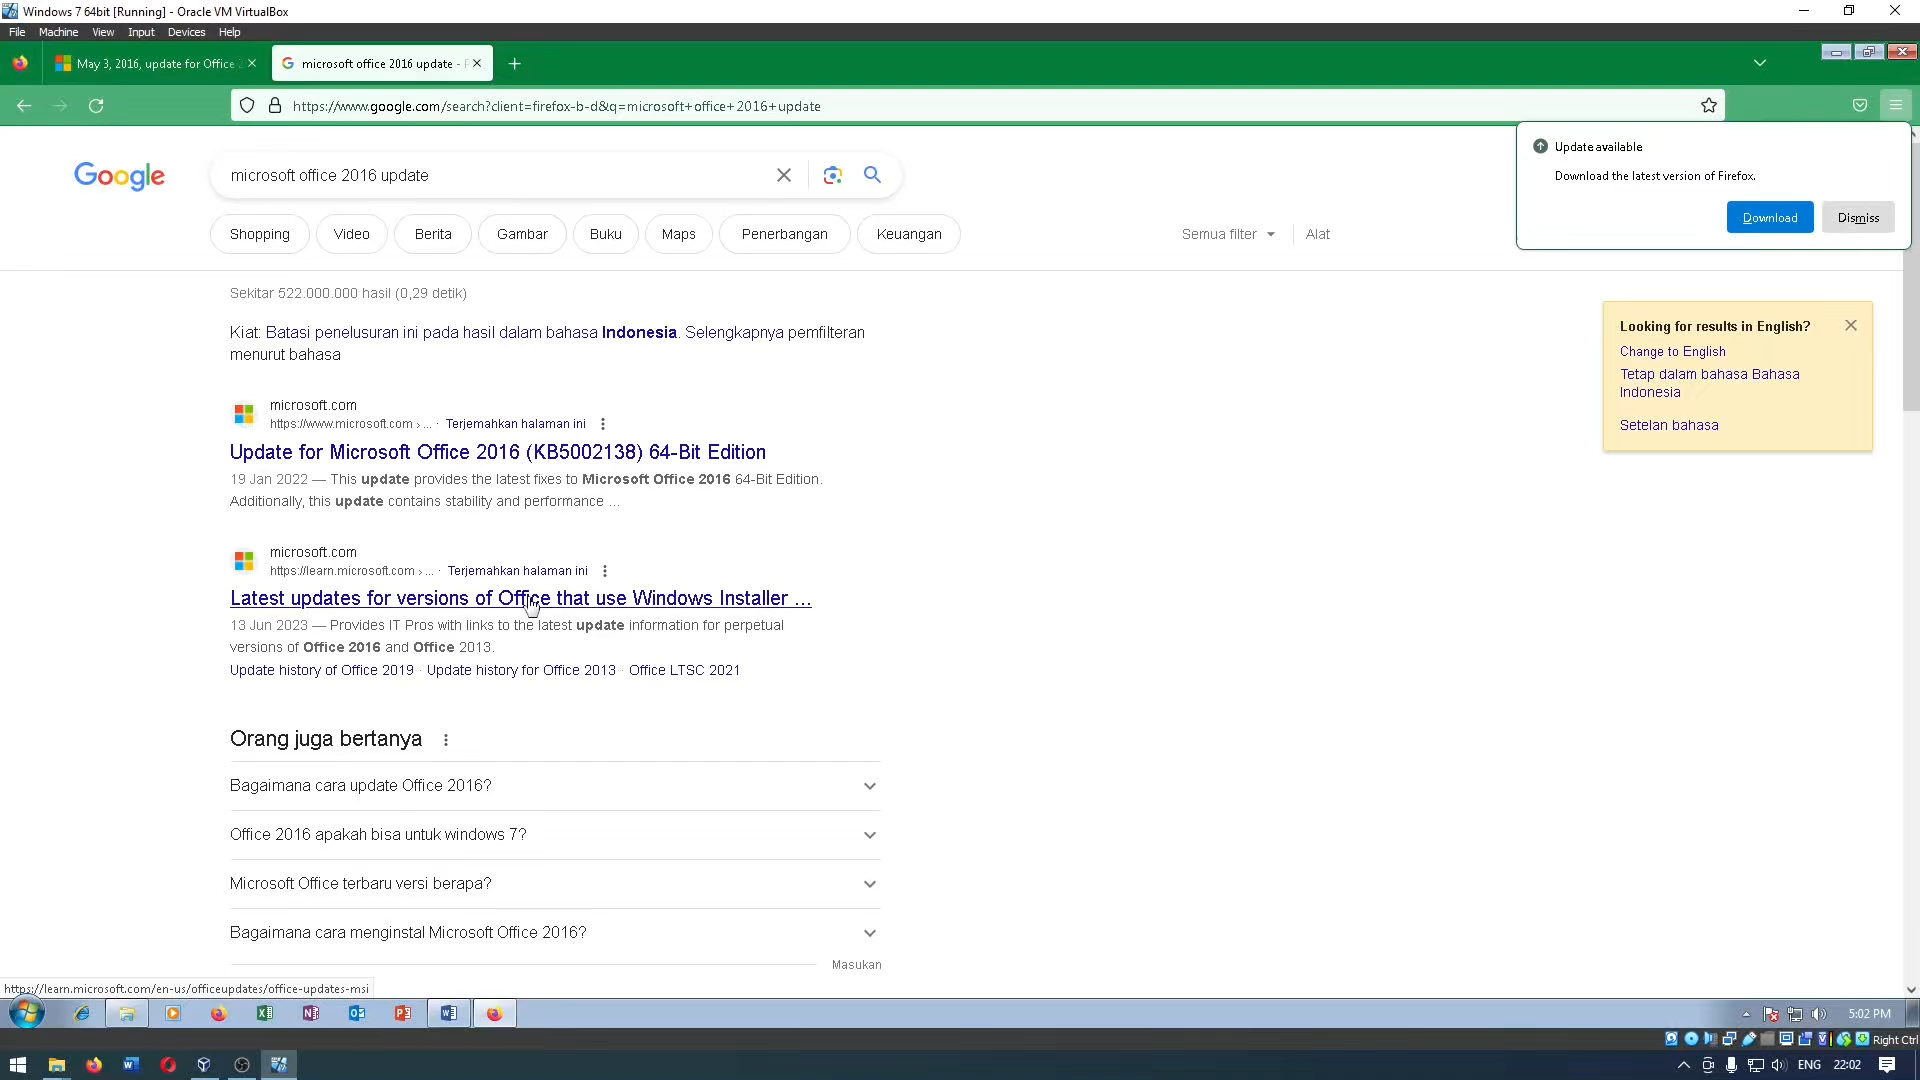 Windows 7 64bit [Running] - Oracle VM VirtualBox
File Machine View Input Devices Help
May 3, 2016, update for Office
microsoft office 2016 update -
https://www.google.com/search?client=firefox-b-d&q=microsoft+office+2016+update
Update available
Download the latest version of Firefox.
Download Dismiss
Google
microsoft office 2016 update
Shopping Video Berita Gambar Buku Maps Penerbangan Keuangan Semua filter Alat
Sekitar 522.000.000 hasil (0,29 detik)
Kiat: Batasi penelusuran ini pada hasil dalam bahasa Indonesia. Selengkapnya pemfilteran
menurut bahasa
Looking for results in English?
Change to English
Tetap dalam bahasa Bahasa
Indonesia
Setelan bahasa
microsoft.com
https://www.microsoft.com › ... · Terjemahkan halaman ini
Update for Microsoft Office 2016 (KB5002138) 64-Bit Edition
19 Jan 2022 — This update provides the latest fixes to Microsoft Office 2016 64-Bit Edition.
Additionally, this update contains stability and performance ...
microsoft.com
https://learn.microsoft.com › ... · Terjemahkan halaman ini
Latest updates for versions of Office that use Windows Installer ...
13 Jun 2023 — Provides IT Pros with links to the latest update information for perpetual
versions of Office 2016 and Office 2013.
Update history of Office 2019 · Update history for Office 2013 · Office LTSC 2021
Orang juga bertanya
Bagaimana cara update Office 2016?
Office 2016 apakah bisa untuk windows 7?
Microsoft Office terbaru versi berapa?
Bagaimana cara menginstal Microsoft Office 2016?
Masukan
https://learn.microsoft.com/en-us/officeupdates/office-updates-msi
5:02 PM
Right Ctrl
ENG 22:02